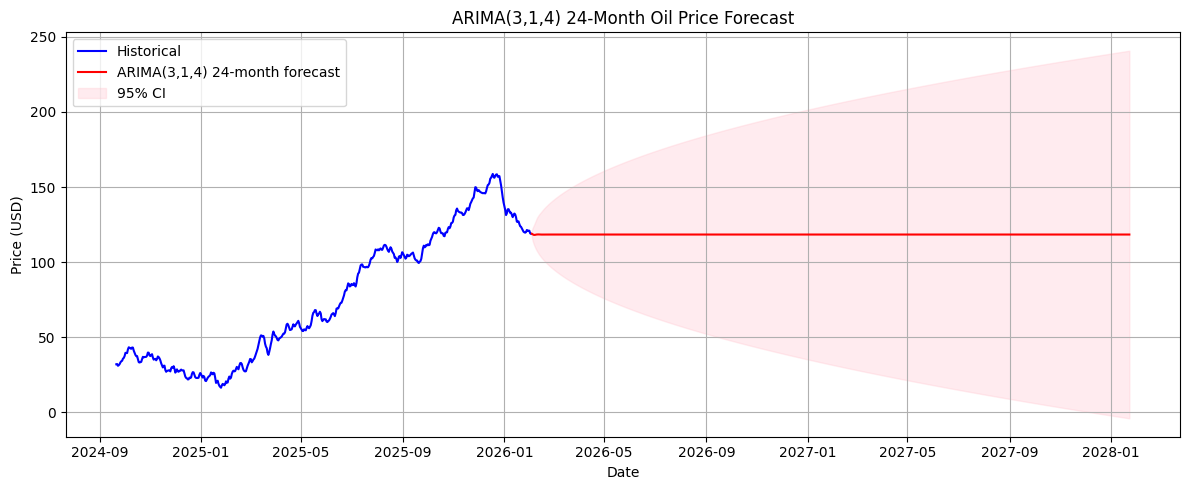 ARIMA(3,1,4) 24-Month Oil Price Forecast
Historical
ARIMA(3,1,4) 24-month forecast
95% CI
Price (USD)
250
200
150
100
50
0
2024-09 2025-01 2025-05 2025-09 2026-01 2026-05 2026-09 2027-01 2027-05 2027-09 2028-01
Date